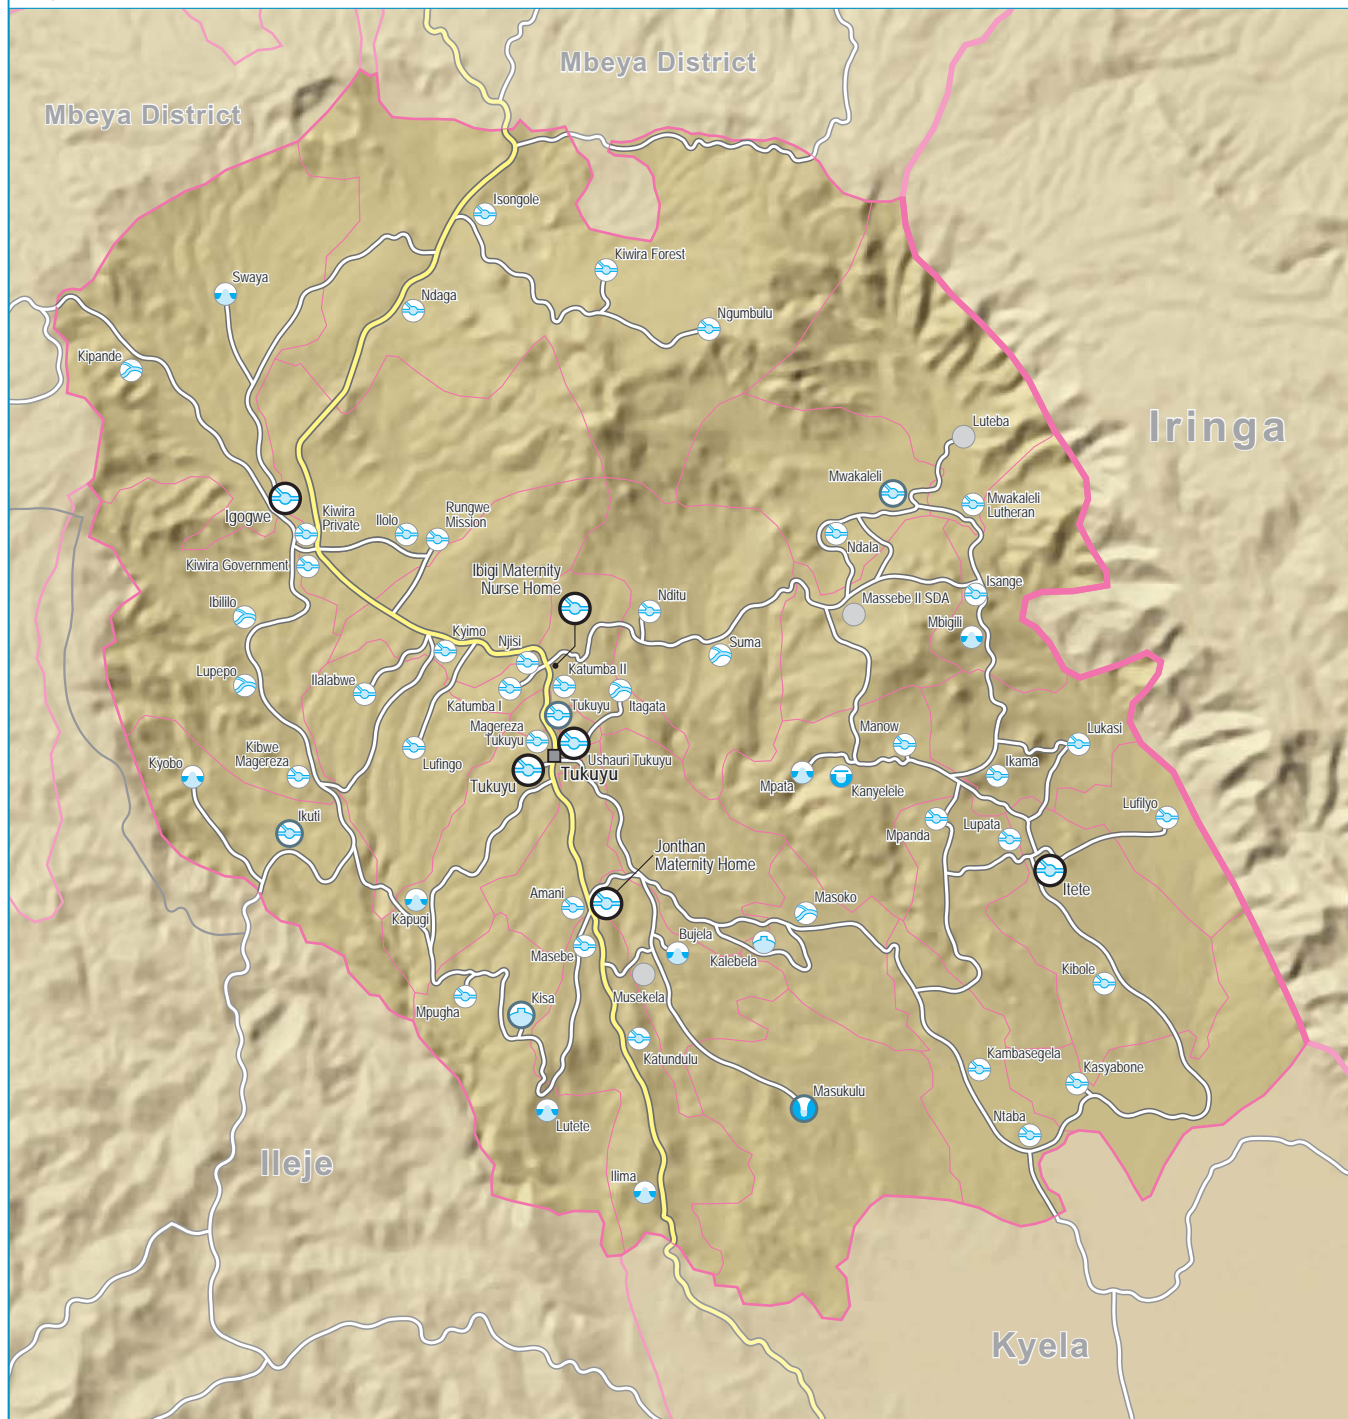 Mbeya District
Mbeya District
Isongole
Kiwira Forest
Swaya
Ndaga
Ngumbulu
Kipande
Iringa
Luteba
Mwakaleli
Mwakaleli
Lutheran
Igogwe
Kiwira
Private
Ilolo
Rungwe
Mission
Ndala
Kiwira Government
Ibigi Maternity
Nurse Home
Isange
Ibililo
Nditu
Massebe II SDA
Mbigili
Kyimo
Njisi
Suma
Lupepo
Ilalabwe
Katumba II
Katumba I
Tukuyu
Itagata
Magereza
Tukuyu
Manow
Lukasi
Kibwe
Magereza
Kyobo
Lufingo
Ushauri Tukuyu
Tukuyu
Tukuyu
Mpata
Kanyelele
Ikama
Ikuti
Mpanda
Lupata
Lufilyo
Jonthan
Maternity Home
Itete
Amani
Masoko
Kapugi
Masebe
Bujela
Kalebela
Kibole
Musekela
Mpugha
Kisa
Katundulu
Kambasegela
Kasyabone
Masukulu
Lutete
Ntaba
Ileje
Ilima
Kyela